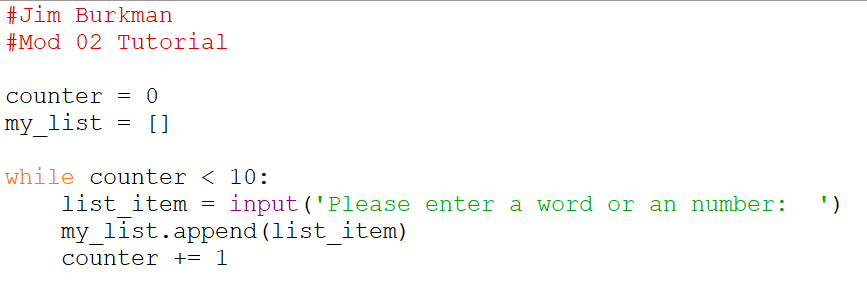 #Jim Burkman
#Mod 02 Tutorial
counter = 0
my_list = []
while counter < 10:
    list_item = input('Please enter a word or an number:  ')
    my_list.append(list_item)
    counter += 1